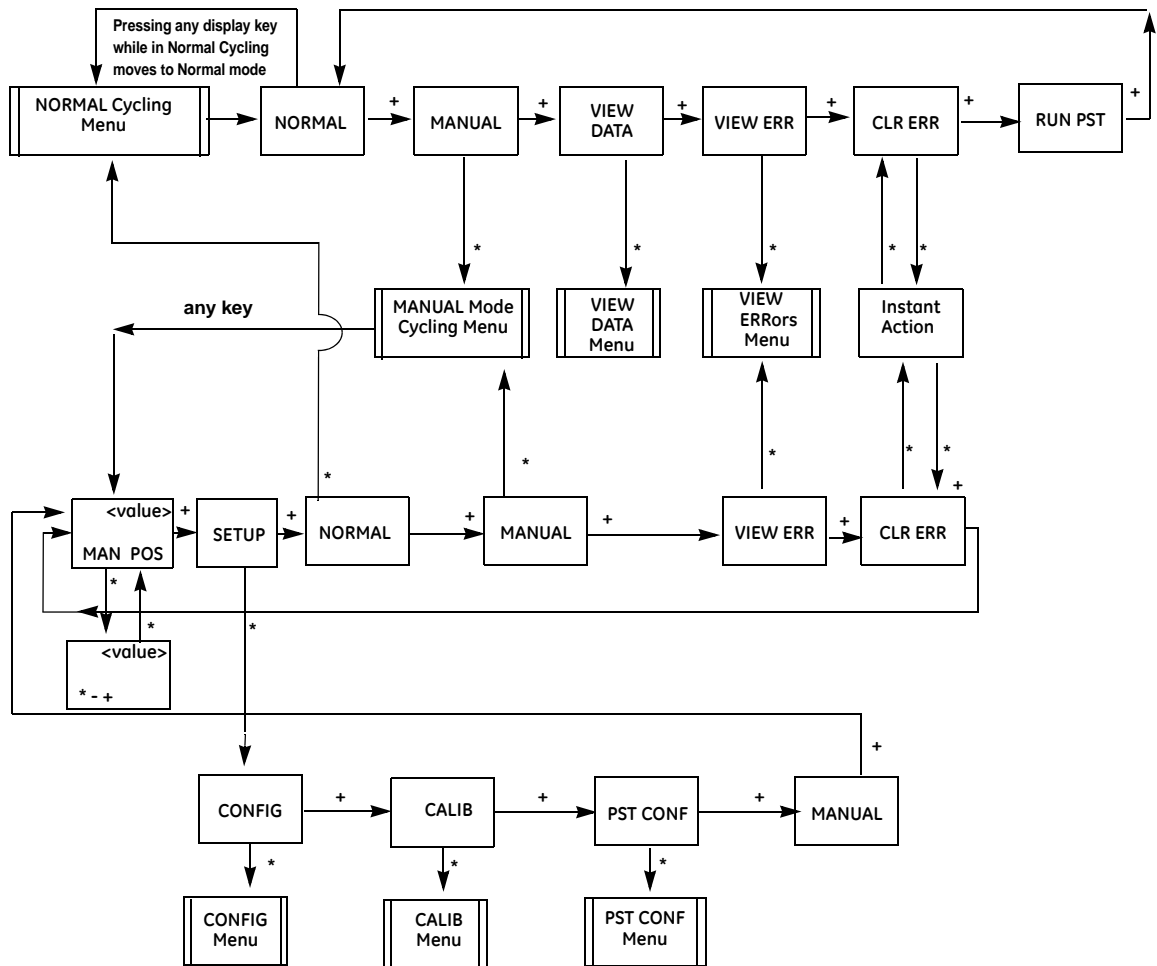 Pressing any display key
while in Normal Cycling
moves to Normal mode
NORMAL Cycling
Menu
NORMAL
+
MANUAL
+
VIEW
DATA
+
VIEW ERR
+
CLR ERR
+
RUN PST
+
*
*
*
*
*
any key
MANUAL Mode
Cycling Menu
VIEW
DATA
Menu
VIEW
ERRors
Menu
Instant
Action
*
*
*
*
*
<value>
MAN POS
+
SETUP
+
NORMAL
+
MANUAL
+
VIEW ERR
+
CLR ERR
+
*
*
*
<value>
* - +
+
CONFIG
+
CALIB
+
PST CONF
+
MANUAL
*
*
*
CONFIG
Menu
CALIB
Menu
PST CONF
Menu